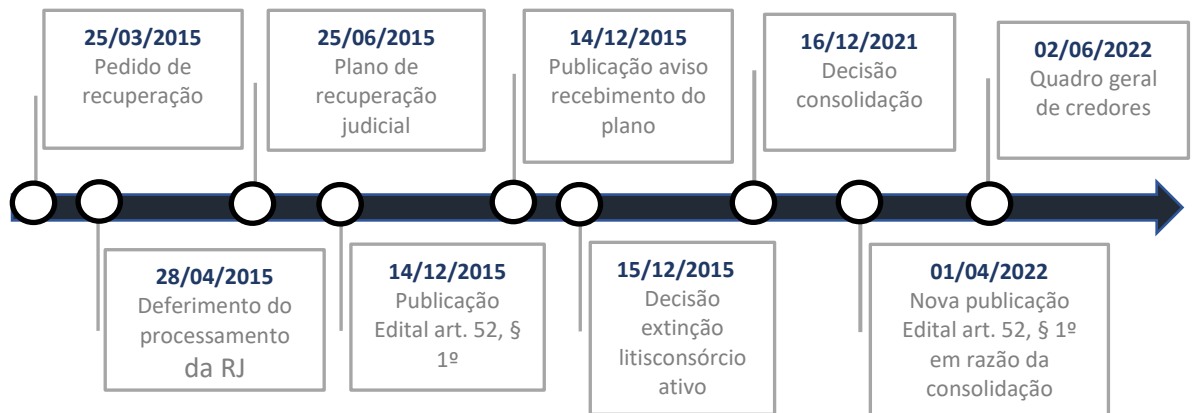 25/03/2015
Pedido de
recuperação
25/06/2015
Plano de
recuperação
judicial
14/12/2015
Publicação aviso
recebimento do
plano
16/12/2021
Decisão
consolidação
02/06/2022
Quadro geral
de credores
28/04/2015
Deferimento do
processamento
da RJ
14/12/2015
Publicação
Edital art. 52, §
1º
15/12/2015
Decisão
extinção
litisconsórcio
ativo
01/04/2022
Nova publicação
Edital art. 52, § 1º
em razão da
consolidação